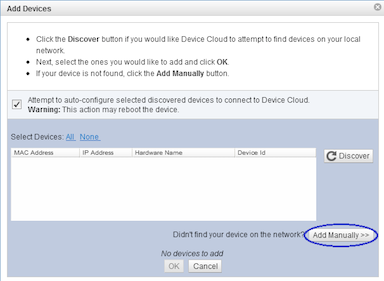 Add Devices
Click the Discover button if you would like Device Cloud to attempt to find devices on your local
network.
Next, select the ones you would like to add and click OK.
If your device is not found, click the Add Manually button.
Attempt to auto-configure selected discovered devices to connect to Device Cloud.
Warning: This action may reboot the device.
Select Devices: All None
MAC Address IP Address Hardware Name Device Id
Discover
Didn't find your device on the network? Add Manually >>
No devices to add
OK Cancel